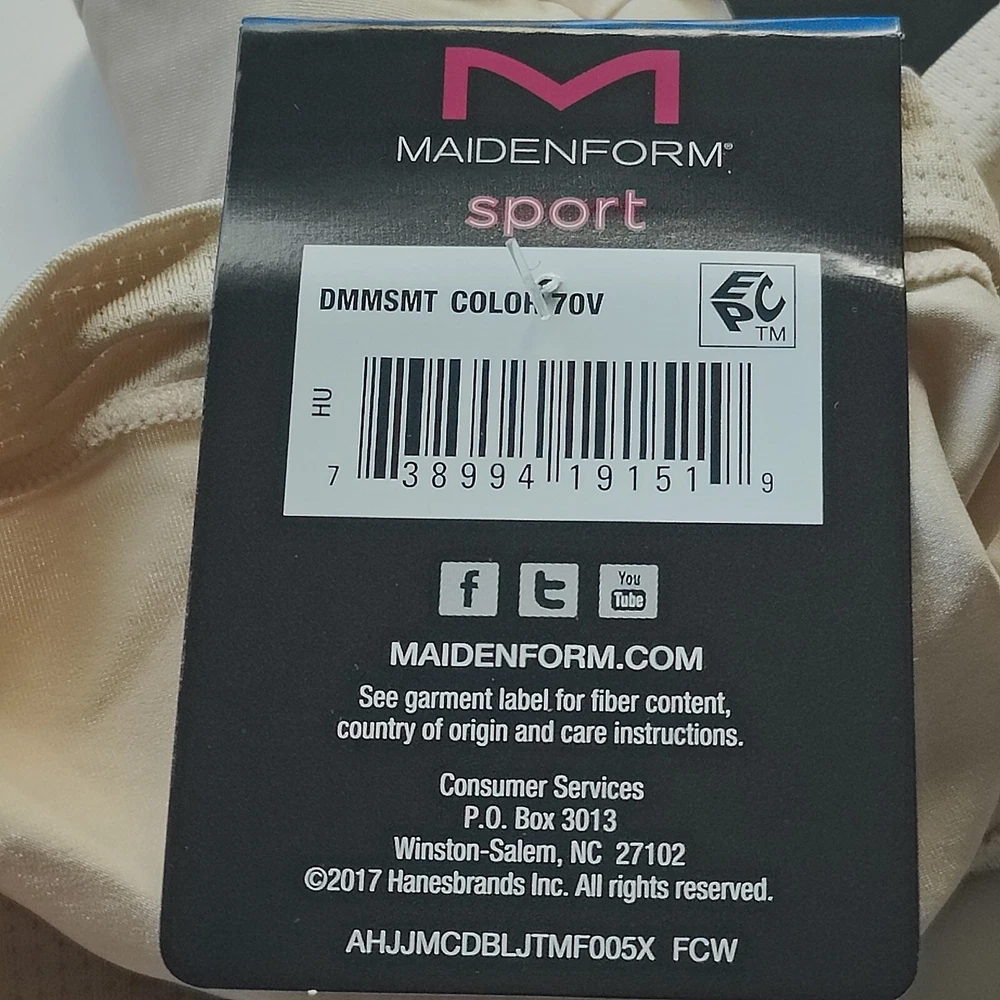 MAIDENFORM®
sport
DMMSMT COLOR 70V
EPC
TM
HU
7 38994 19151 9
f t You Tube
MAIDENFORM.COM
See garment label for fiber content,
country of origin and care instructions.
Consumer Services
P.O. Box 3013
Winston-Salem, NC 27102
©2017 Hanesbrands Inc. All rights reserved.
AHJJMCDBLJTMF005X FCW